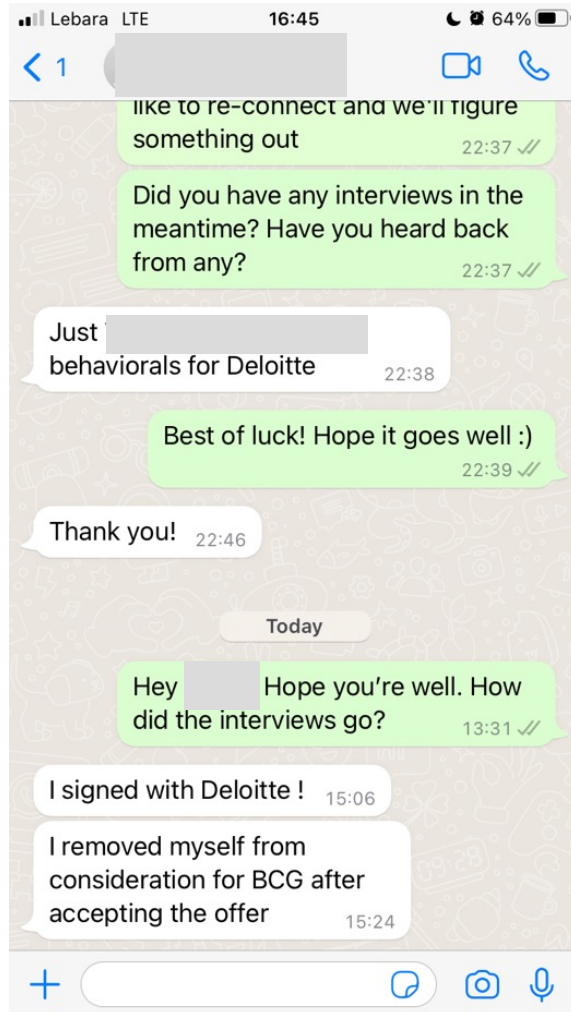 Lebara LTE 16:45 64%
1
like to re-connect and we'll figure
something out 22:37
Did you have any interviews in the
meantime? Have you heard back
from any? 22:37
Just
behaviorals for Deloitte 22:38
Best of luck! Hope it goes well :)
22:39
Thank you! 22:46
Today
Hey Hope you're well. How
did the interviews go? 13:31
I signed with Deloitte ! 15:06
I removed myself from
consideration for BCG after
accepting the offer 15:24